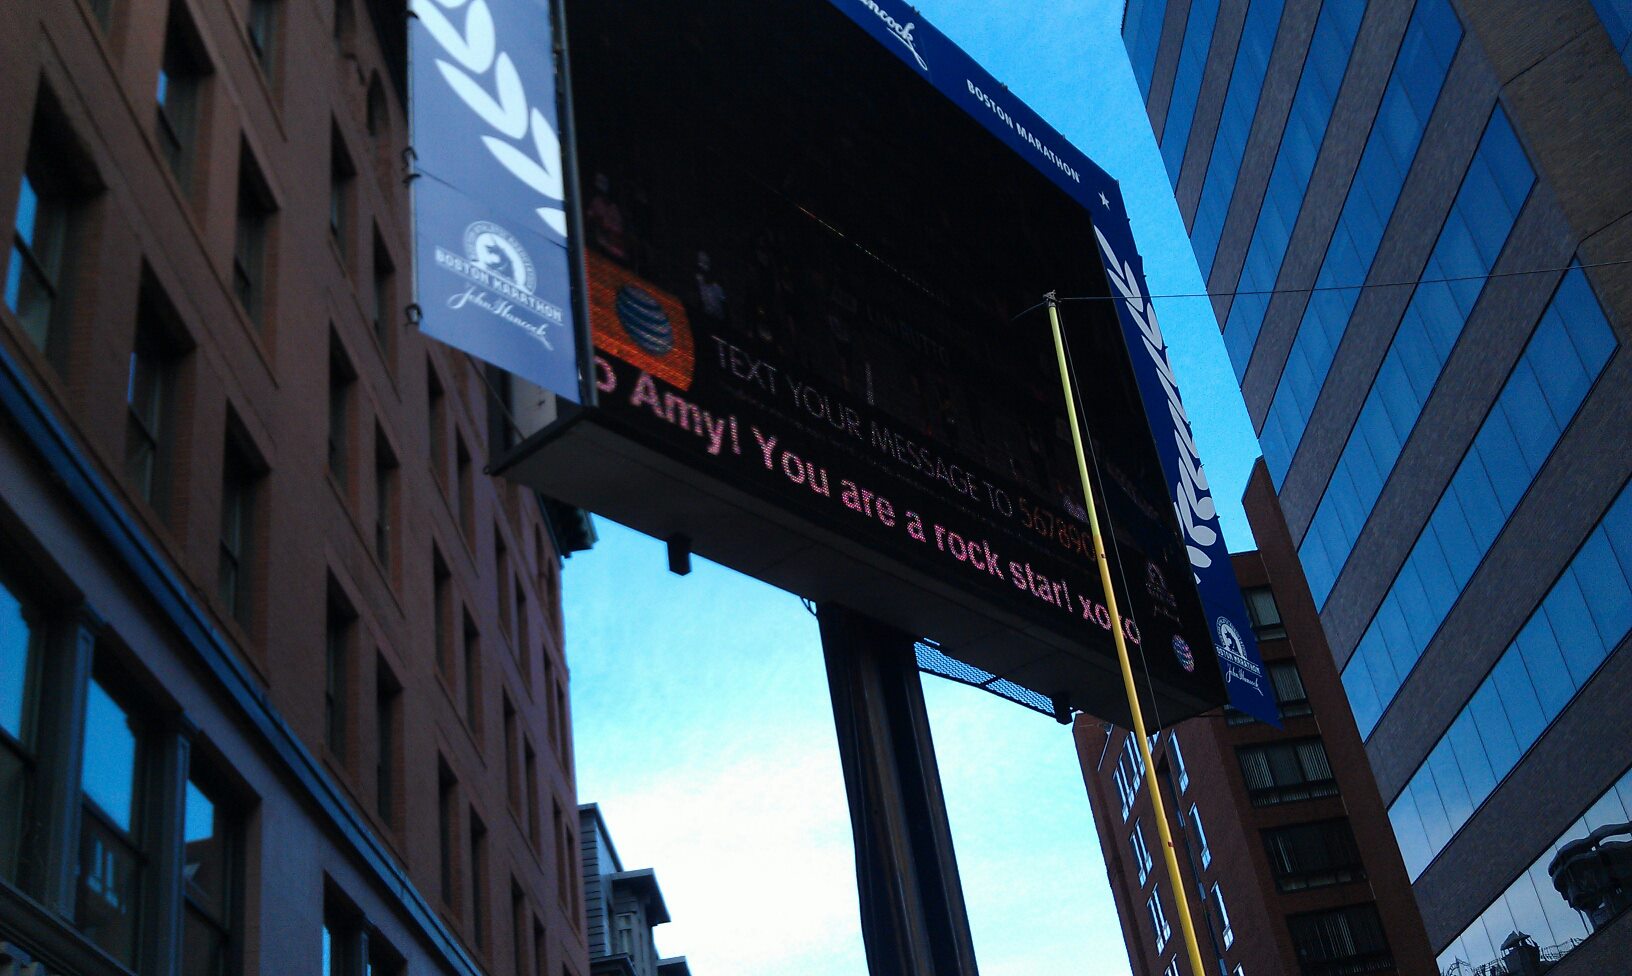 BOSTON MARATHON
BOSTON MARATHON
John Hancock
TEXT YOUR MESSAGE TO 567890
o Amy! You are a rock star! xoxo
BOSTON MARATHON
John Hancock